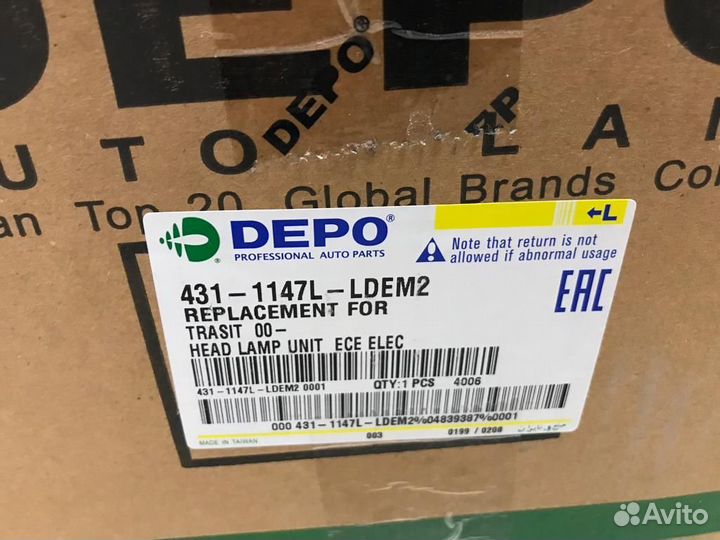 DEPO
DEPO®
UTO LA
an Top 20 Global Brands Co
DEPO®
PROFESSIONAL AUTO PARTS
←L
Note that return is not
allowed if abnormal usage
431-1147L-LDEM2
REPLACEMENT FOR
TRASIT 00-
HEAD LAMP UNIT ECE ELEC
EAC
431-1147L-LDEM2 0001 QTY:1 PCS 4006
000 431-1147L-LDEM2%04839387%0001
MADE IN TAIWAN
003 0199 / 0208
Avito